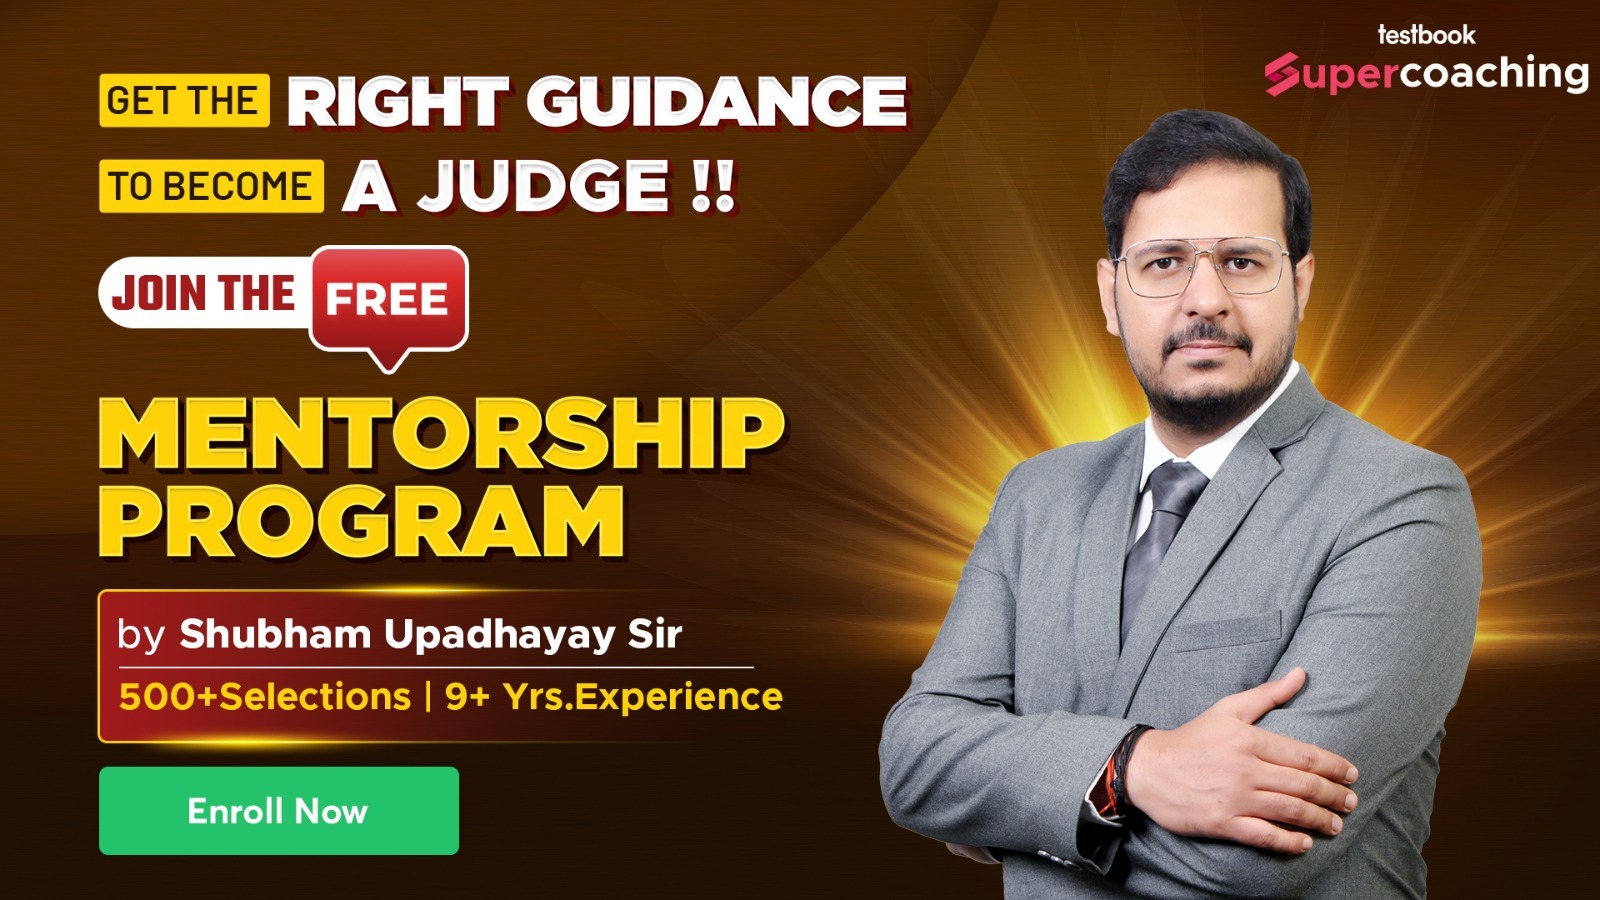 testbook
Supercoaching
GET THE RIGHT GUIDANCE
TO BECOME A JUDGE !!
JOIN THE FREE
MENTORSHIP
PROGRAM
by Shubham Upadhayay Sir
500+Selections | 9+ Yrs.Experience
Enroll Now